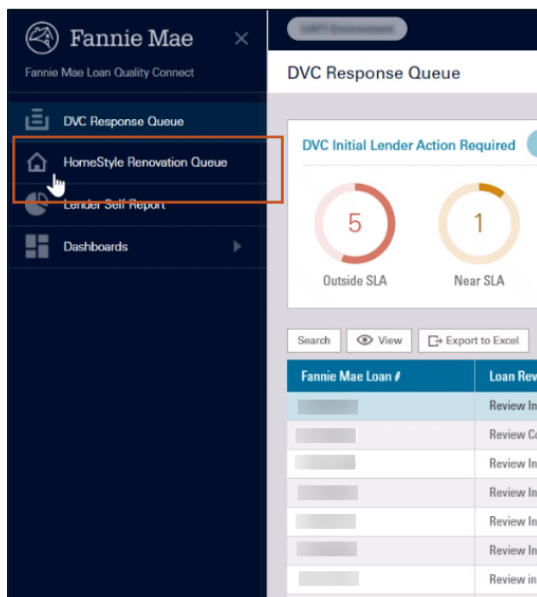 Fannie Mae
Fannie Mae Loan Quality Connect
DVC Response Queue
HomeStyle Renovation Queue
Lender Self Report
Dashboards
DVC Response Queue
DVC Initial Lender Action Required
5
1
Outside SLA
Near SLA
Search
View
Export to Excel
Fannie Mae Loan #
Loan Rev
Review In
Review Co
Review In
Review In
Review In
Review In
Review in